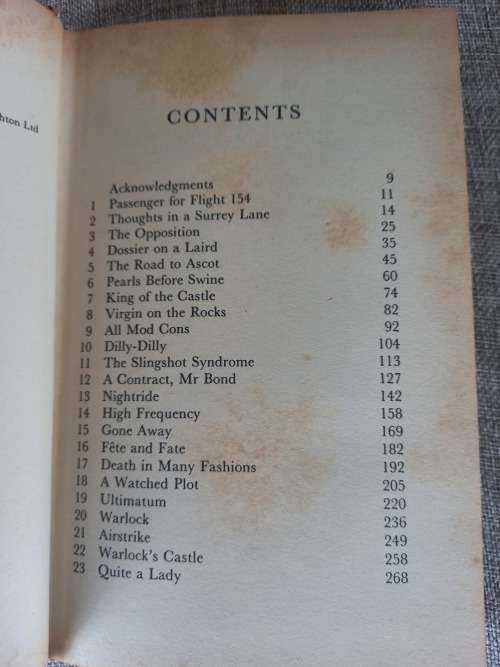 hton Ltd
CONTENTS
Acknowledgments 9
1 Passenger for Flight 154 11
2 Thoughts in a Surrey Lane 14
3 The Opposition 25
4 Dossier on a Laird 35
5 The Road to Ascot 45
6 Pearls Before Swine 60
7 King of the Castle 74
8 Virgin on the Rocks 82
9 All Mod Cons 92
10 Dilly-Dilly 104
11 The Slingshot Syndrome 113
12 A Contract, Mr Bond 127
13 Nightride 142
14 High Frequency 158
15 Gone Away 169
16 Fête and Fate 182
17 Death in Many Fashions 192
18 A Watched Plot 205
19 Ultimatum 220
20 Warlock 236
21 Airstrike 249
22 Warlock's Castle 258
23 Quite a Lady 268